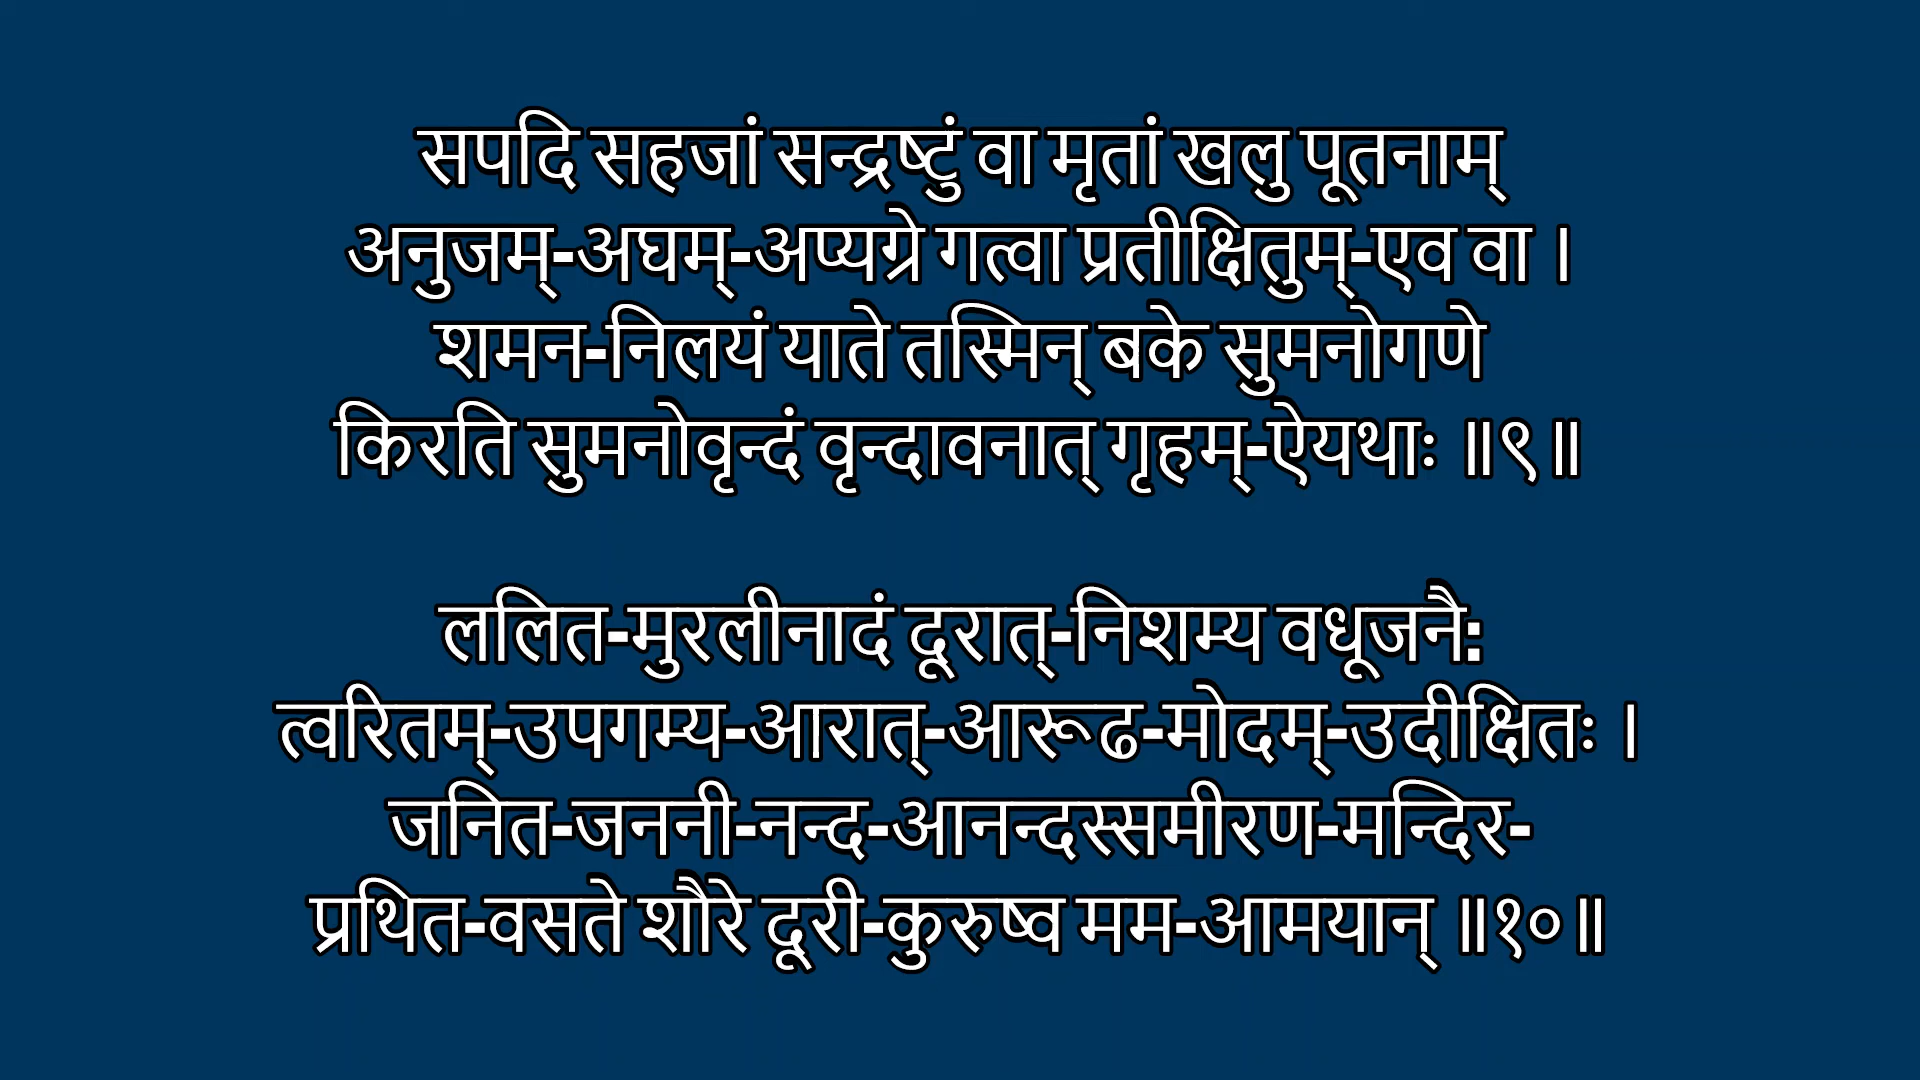 सपदि सहजां सन्द्रष्टुं वा मृतां खलु पूतनाम्
अनुजम्-अघम्-अप्यग्रे गत्वा प्रतीक्षितुम्-एव वा ।
शमन-निलयं याते तस्मिन् बके सुमनोगणे
किरति सुमनोवृन्दं वृन्दावनात् गृहम्-ऐयथाः ॥९॥
ललित-मुरलीनादं दूरात्-निशम्य वधूजनै:
त्वरितम्-उपगम्य-आरात्-आरूढ-मोदम्-उदीक्षितः ।
जनित-जननी-नन्द-आनन्दस्समीरण-मन्दिर-
प्रथित-वसते शौरे दूरी-कुरुष्व मम-आमयान् ॥१०॥